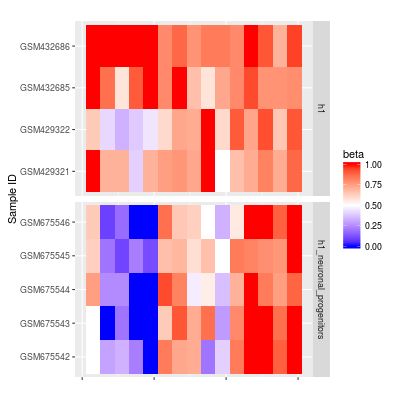 GSM432686
GSM432685
GSM429322
GSM429321
h1
GSM675546
GSM675545
GSM675544
GSM675543
GSM675542
h1_neuronal_progenitors
Sample ID
beta
1.00
0.75
0.50
0.25
0.00